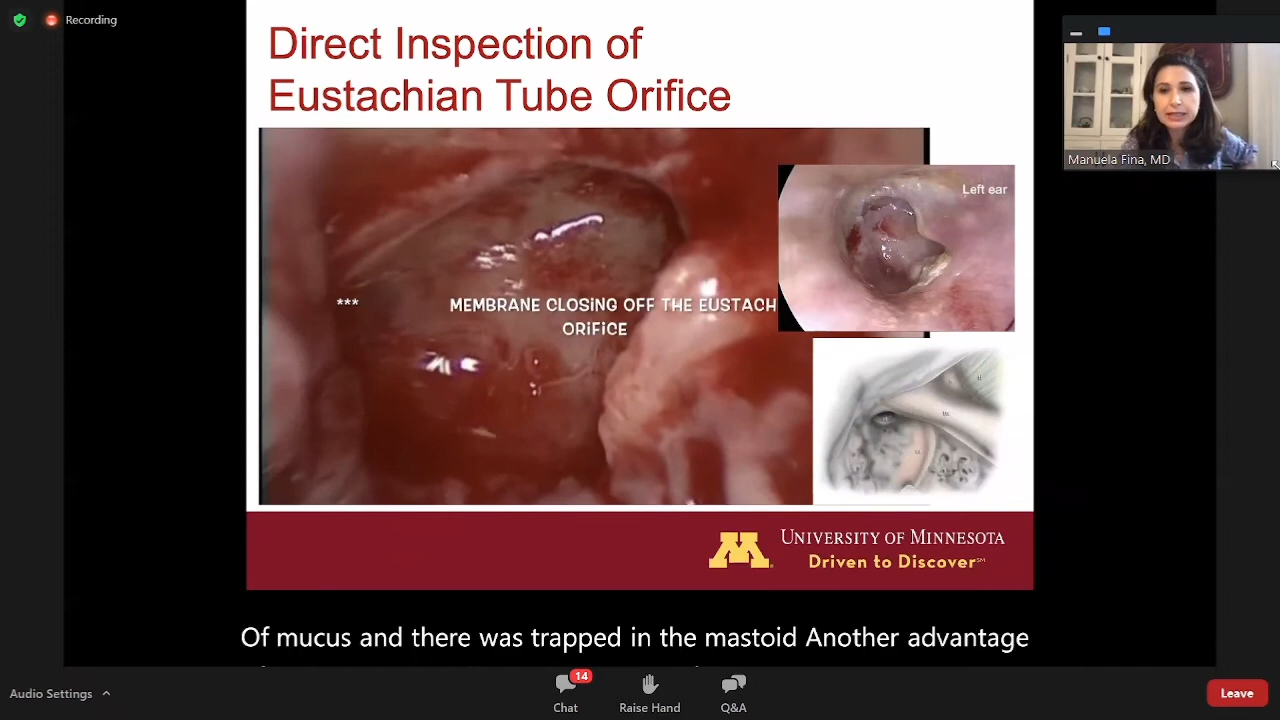 Recording
Direct Inspection of
Eustachian Tube Orifice
Manuela Fina, MD
Left ear
***
MEMBRANE CLOSING OFF THE EUSTACH
ORIFICE
UNIVERSITY OF MINNESOTA
Driven to Discover℠
Of mucus and there was trapped in the mastoid Another advantage
Audio Settings
14
Chat
Raise Hand
Q&A
Leave